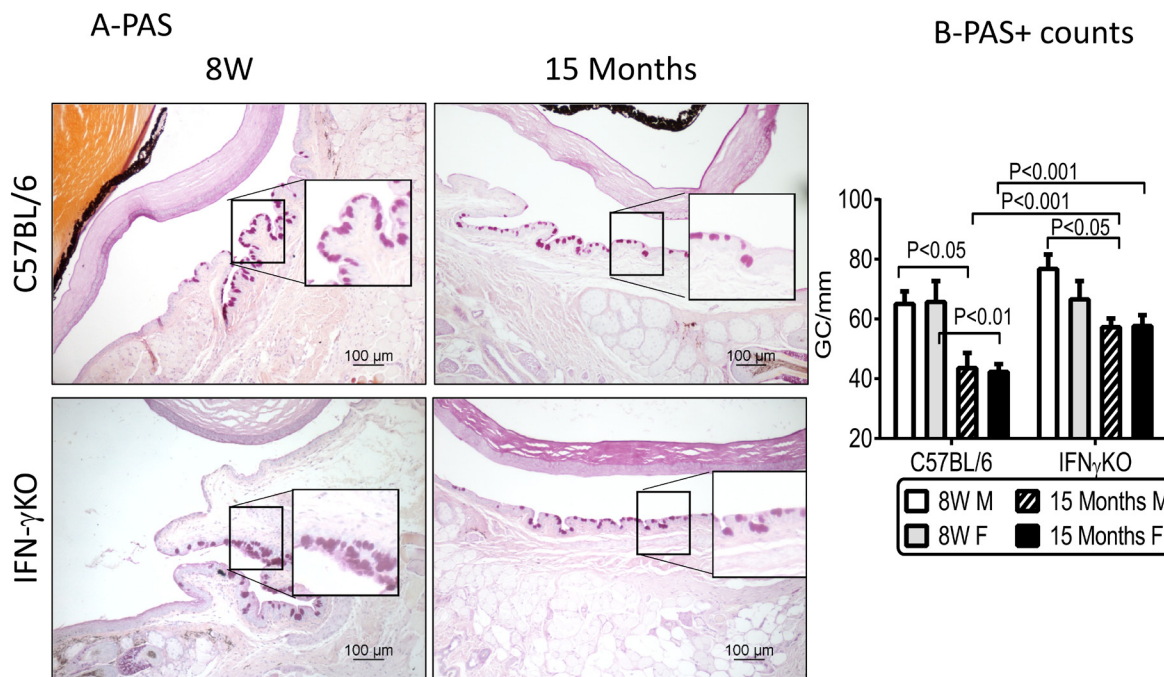 A-PAS
B-PAS+ counts
8W
15 Months
C57BL/6
100 µm
100 µm
IFN-γKO
100 µm
100 µm
P<0.001
P<0.001
P<0.05
P<0.05
P<0.01
GC/mm
100
80
60
40
20
C57BL/6
IFNγKO
8W M
15 Months M
8W F
15 Months F